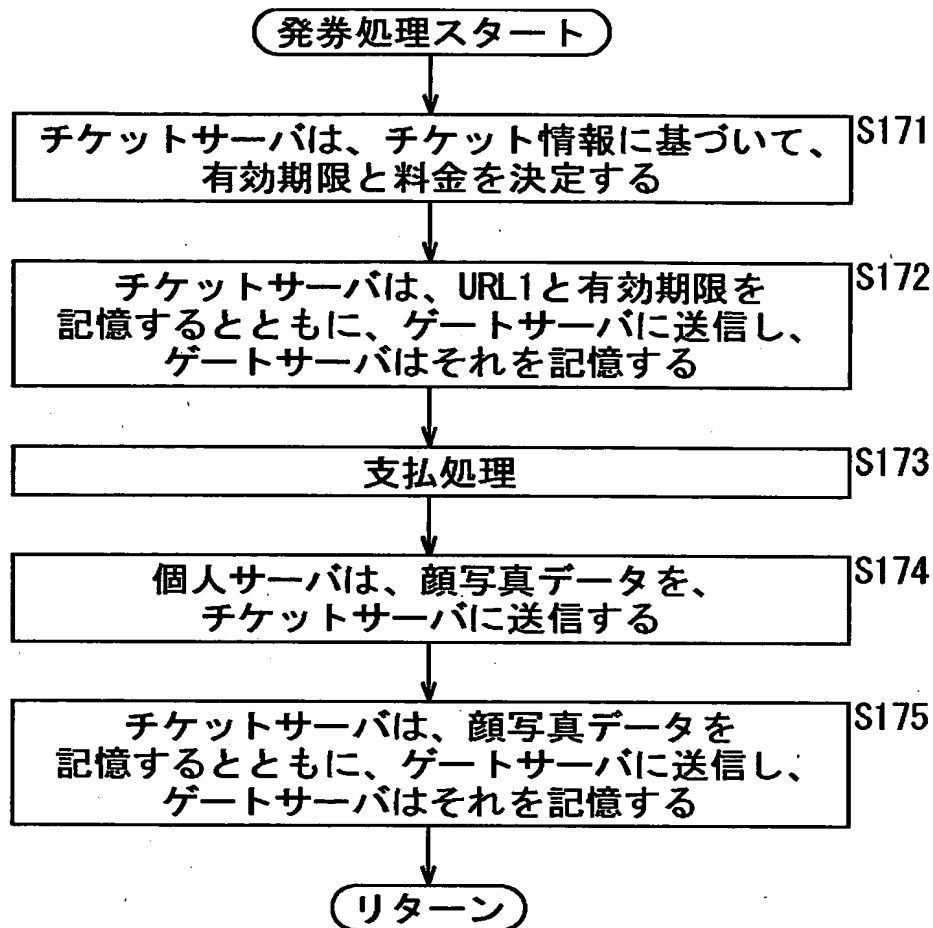 発券処理スタート
チケットサーバは、チケット情報に基づいて、
有効期限と料金を決定する
S171
チケットサーバは、URL1と有効期限を
記憶するとともに、ゲートサーバに送信し、
ゲートサーバはそれを記憶する
S172
支払処理
S173
個人サーバは、顔写真データを、
チケットサーバに送信する
S174
チケットサーバは、顔写真データを
記憶するとともに、ゲートサーバに送信し、
ゲートサーバはそれを記憶する
S175
リターン